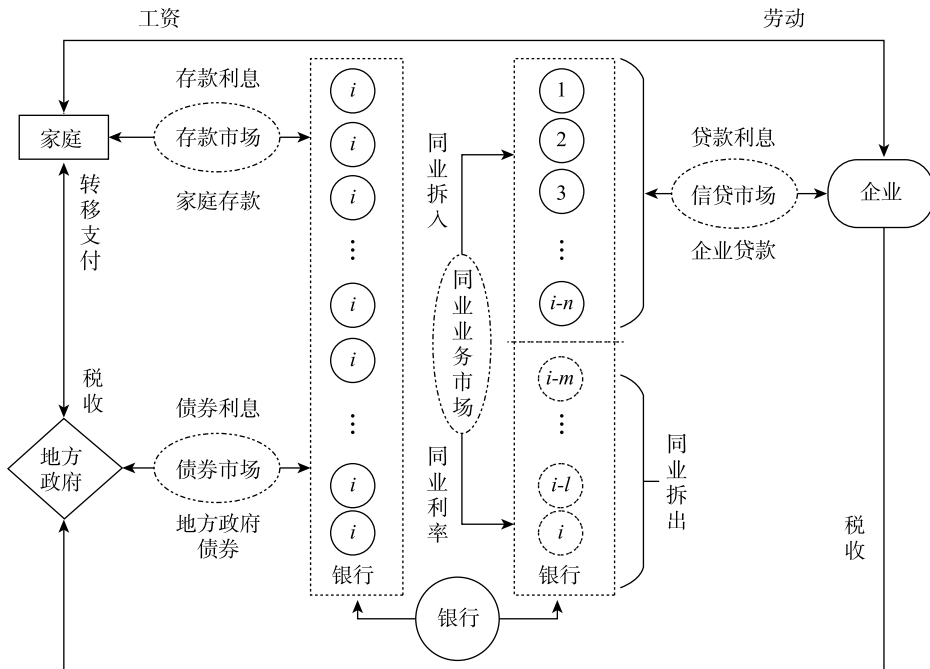 工资
劳动
家庭
存款利息
存款市场
家庭存款
转移支付
税收
地方
政府
债券利息
债券市场
地方政府
债券
i
i
i
⋮
i
i
⋮
i
i
银行
同业拆入
同业业务市场
同业利率
1
2
3
⋮
i-n
i-m
⋮
i-l
i
银行
同业拆出
贷款利息
信贷市场
企业贷款
企业
税收
银行